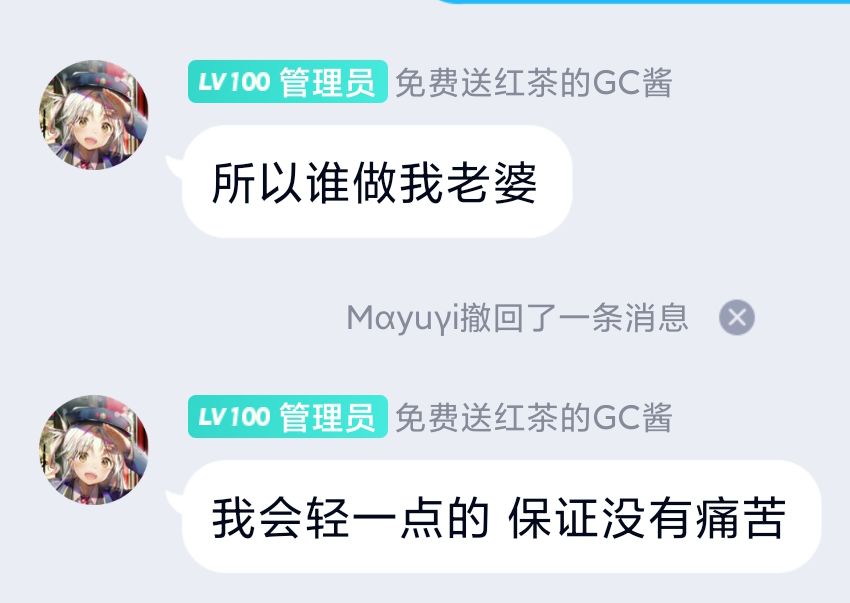 LV100 管理员 免费送红茶的GC酱
所以谁做我老婆
Mαyuγi撤回了一条消息
LV100 管理员 免费送红茶的GC酱
我会轻一点的 保证没有痛苦